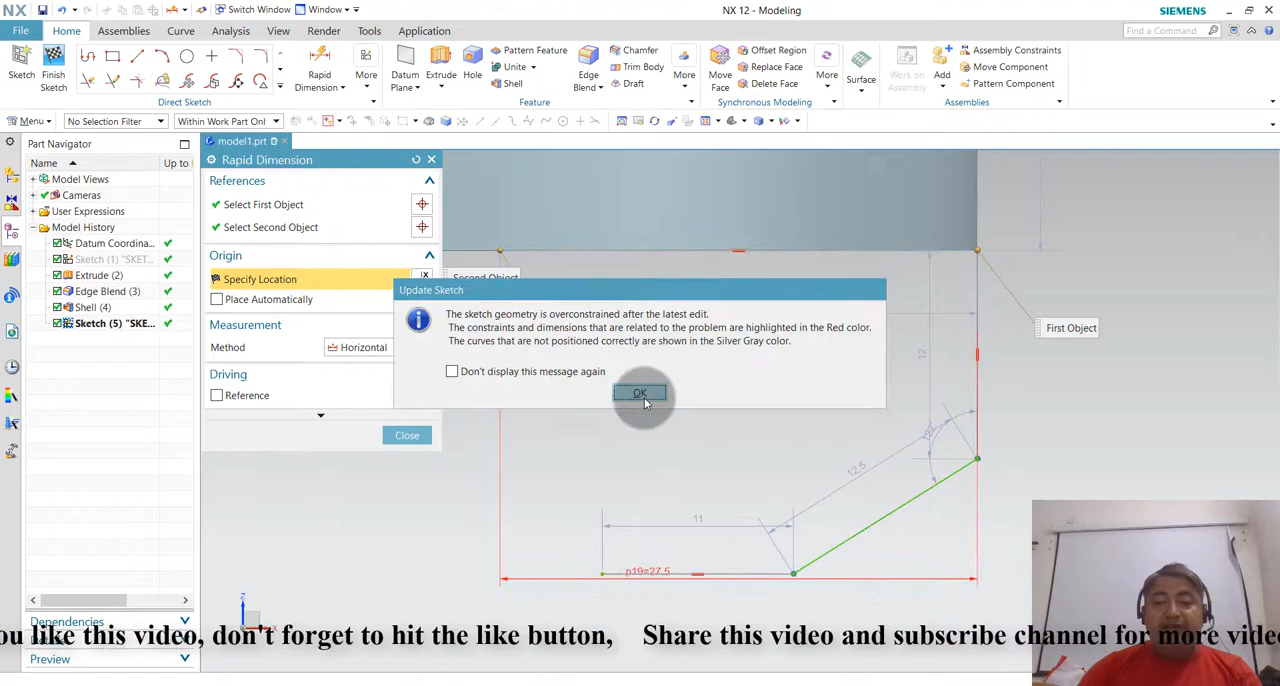 NX
Switch Window
Window
NX 12 - Modeling
SIEMENS
File
Home
Assemblies
Curve
Analysis
View
Render
Tools
Application
Find a Command
Sketch
Finish Sketch
Direct Sketch
Rapid Dimension
More
Datum Plane
Extrude
Hole
Pattern Feature
Unite
Shell
Edge Blend
Chamfer
Trim Body
Draft
More
Feature
Move Face
Offset Region
Replace Face
Delete Face
More
Synchronous Modeling
Surface
Work on Assembly
Add
Assembly Constraints
Move Component
Pattern Component
Assemblies
Menu
No Selection Filter
Within Work Part Only
Part Navigator
Name
Up to
Model Views
Cameras
User Expressions
Model History
Datum Coordina...
Sketch (1) "SKET...
Extrude (2)
Edge Blend (3)
Shell (4)
Sketch (5) "SKE...
Dependencies
Preview
model1.prt
Rapid Dimension
References
Select First Object
Select Second Object
Origin
Specify Location
Place Automatically
Measurement
Method
Horizontal
Driving
Reference
Close
Second Object
First Object
Update Sketch
The sketch geometry is overconstrained after the latest edit.
The constraints and dimensions that are related to the problem are highlighted in the Red color.
The curves that are not positioned correctly are shown in the Silver Gray color.
Don't display this message again
OK
12
12.5
11
p19=27.5
Z
ou like this video, don't forget to hit the like button, Share this video and subscribe channel for more vide